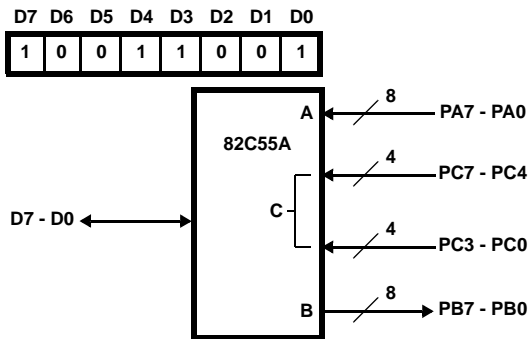 D7 D6 D5 D4 D3 D2 D1 D0
1 0 0 1 1 0 0 1
A
8
PA7 - PA0
82C55A
4
PC7 - PC4
C
D7 - D0
4
PC3 - PC0
B
8
PB7 - PB0